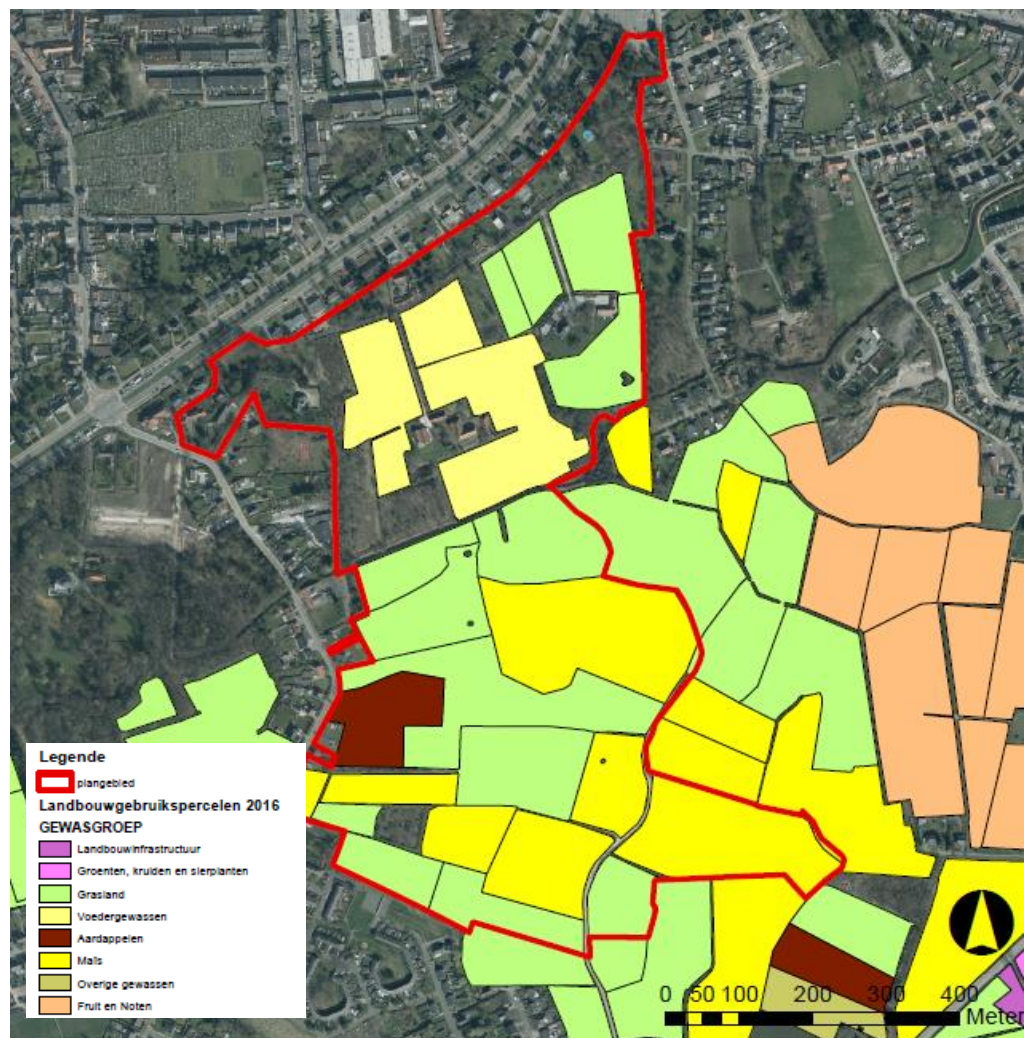 Legende
plangebied
Landbouwgebruikspercelen 2016
GEWASGROEP
Landbouwinfrastructuur
Groenten, kruiden en sierplanten
Grasland
Voedergewassen
Aardappelen
Maïs
Overige gewassen
Fruit en Noten
0 50 100 200 300 400
Meter